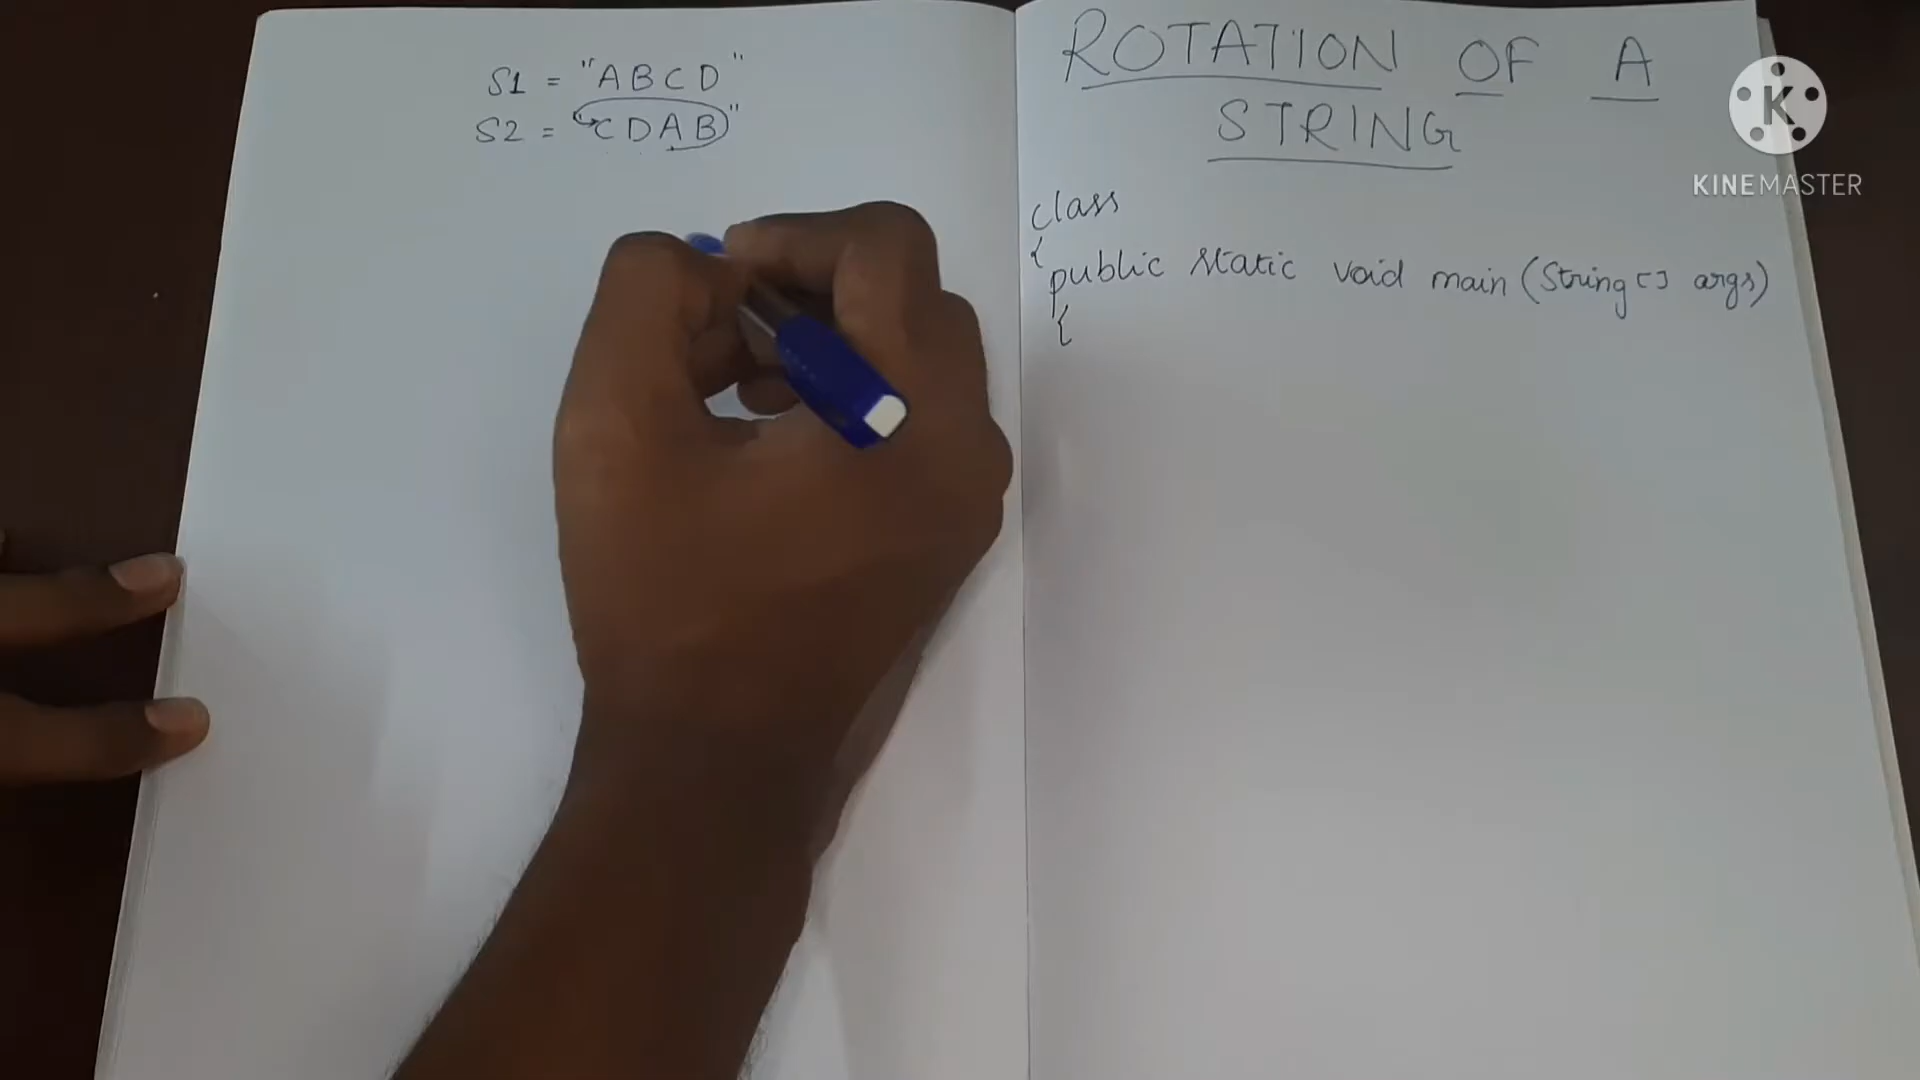 S1 = "ABCD"
S2 = "CDAB"
ROTATION OF A
STRING
class
{
public static void main (String [] args)
{
K
KINEMASTER